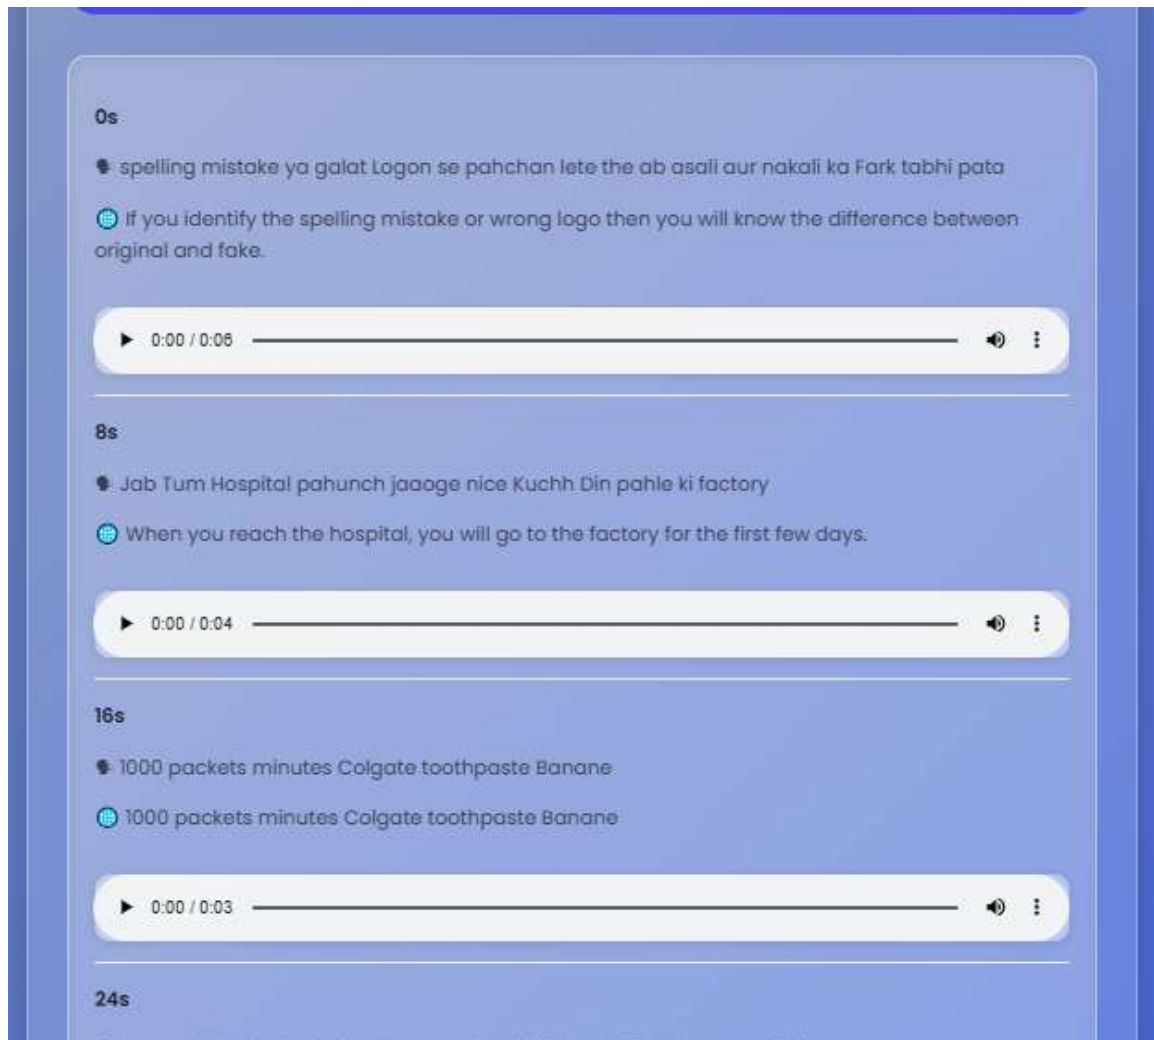 0s
spelling mistake ya galat Logon se pahchan lete the ab asali aur nakali ka Fark tabhi pata
If you identify the spelling mistake or wrong logo then you will know the difference between
original and fake.
0:00 / 0:06
8s
Jab Tum Hospital pahunch jaaoge nice Kuchh Din pahle ki factory
When you reach the hospital, you will go to the factory for the first few days.
0:00 / 0:04
16s
1000 packets minutes Colgate toothpaste Banane
1000 packets minutes Colgate toothpaste Banane
0:00 / 0:03
24s